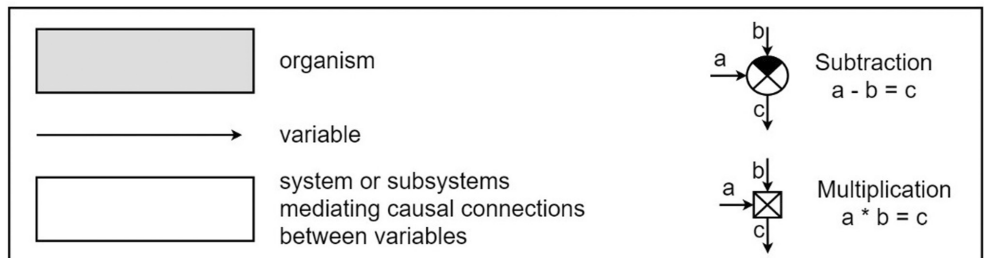 organism
variable
system or subsystems
mediating causal connections
between variables
b
a
c
Subtraction
a - b = c
b
a
c
Multiplication
a * b = c